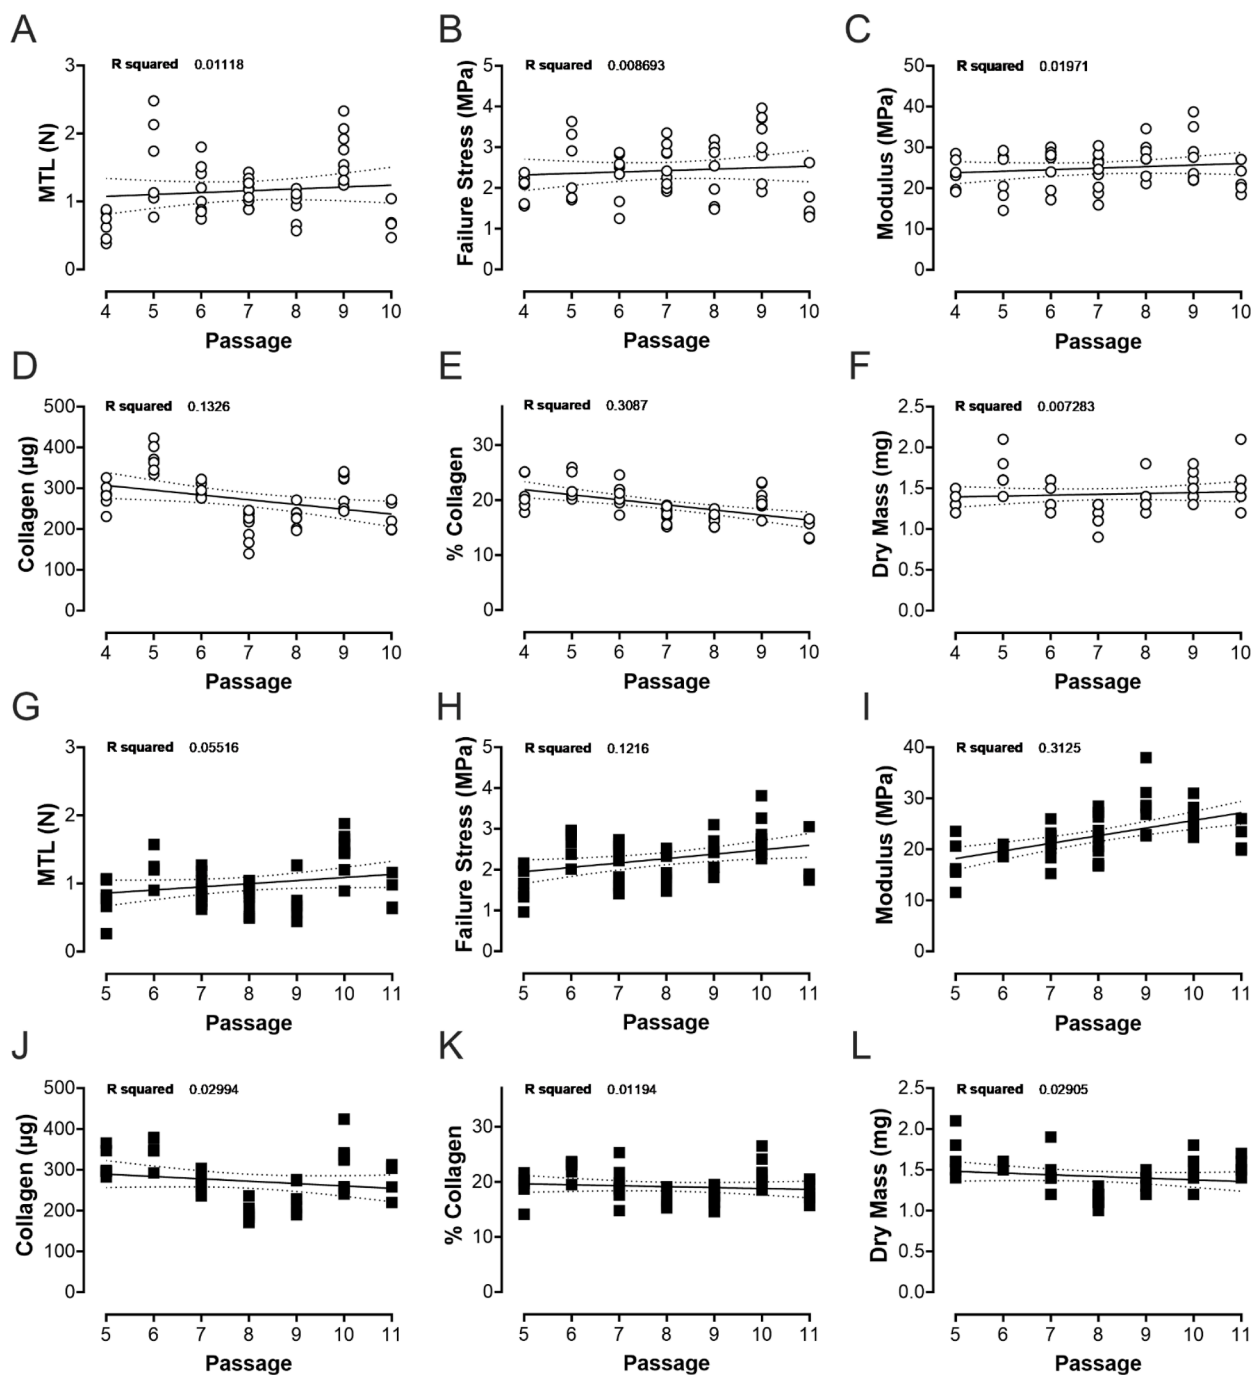 A
R squared 0.01118
MTL (N)
3
2
1
0
4 5 6 7 8 9 10
Passage
B
R squared 0.008693
Failure Stress (MPa)
5
4
3
2
1
0
4 5 6 7 8 9 10
Passage
C
R squared 0.01971
Modulus (MPa)
50
40
30
20
10
0
4 5 6 7 8 9 10
Passage
D
R squared 0.1326
Collagen (µg)
500
400
300
200
100
0
4 5 6 7 8 9 10
Passage
E
R squared 0.3087
% Collagen
30
20
10
0
4 5 6 7 8 9 10
Passage
F
R squared 0.007283
Dry Mass (mg)
2.5
2.0
1.5
1.0
0.5
0.0
4 5 6 7 8 9 10
Passage
G
R squared 0.05516
MTL (N)
3
2
1
0
5 6 7 8 9 10 11
Passage
H
R squared 0.1216
Failure Stress (MPa)
5
4
3
2
1
0
5 6 7 8 9 10 11
Passage
I
R squared 0.3125
Modulus (MPa)
40
30
20
10
0
5 6 7 8 9 10 11
Passage
J
R squared 0.02994
Collagen (µg)
500
400
300
200
100
0
5 6 7 8 9 10 11
Passage
K
R squared 0.01194
% Collagen
30
20
10
0
5 6 7 8 9 10 11
Passage
L
R squared 0.02905
Dry Mass (mg)
2.5
2.0
1.5
1.0
0.5
0.0
5 6 7 8 9 10 11
Passage